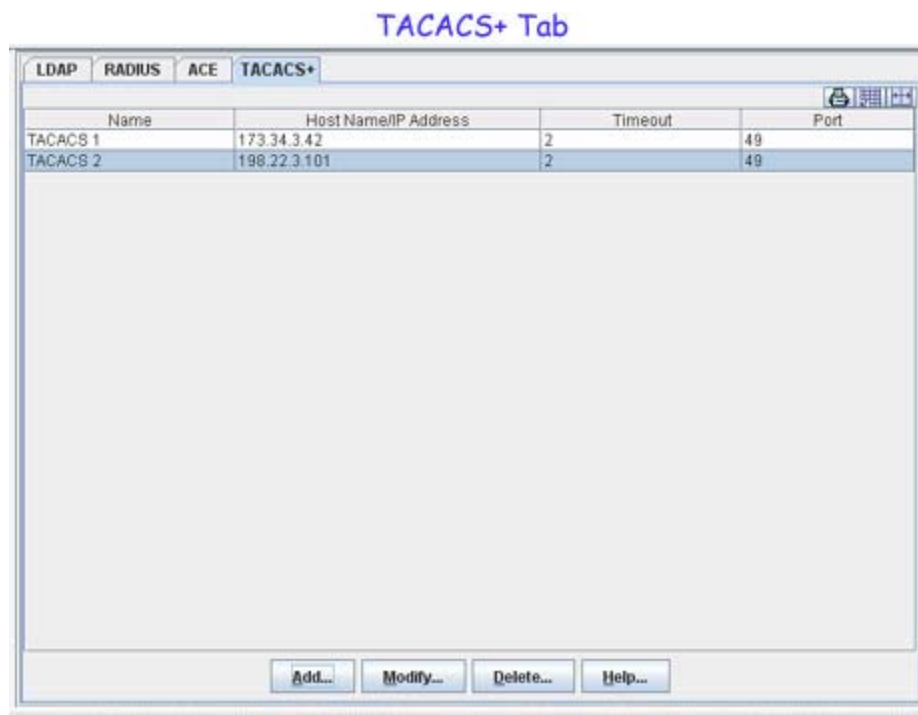 TACACS+ Tab
LDAP RADIUS ACE TACACS+
Name Host Name/IP Address Timeout Port
TACACS 1 173.34.3.42 2 49
TACACS 2 198.22.3.101 2 49
Add... Modify... Delete... Help...